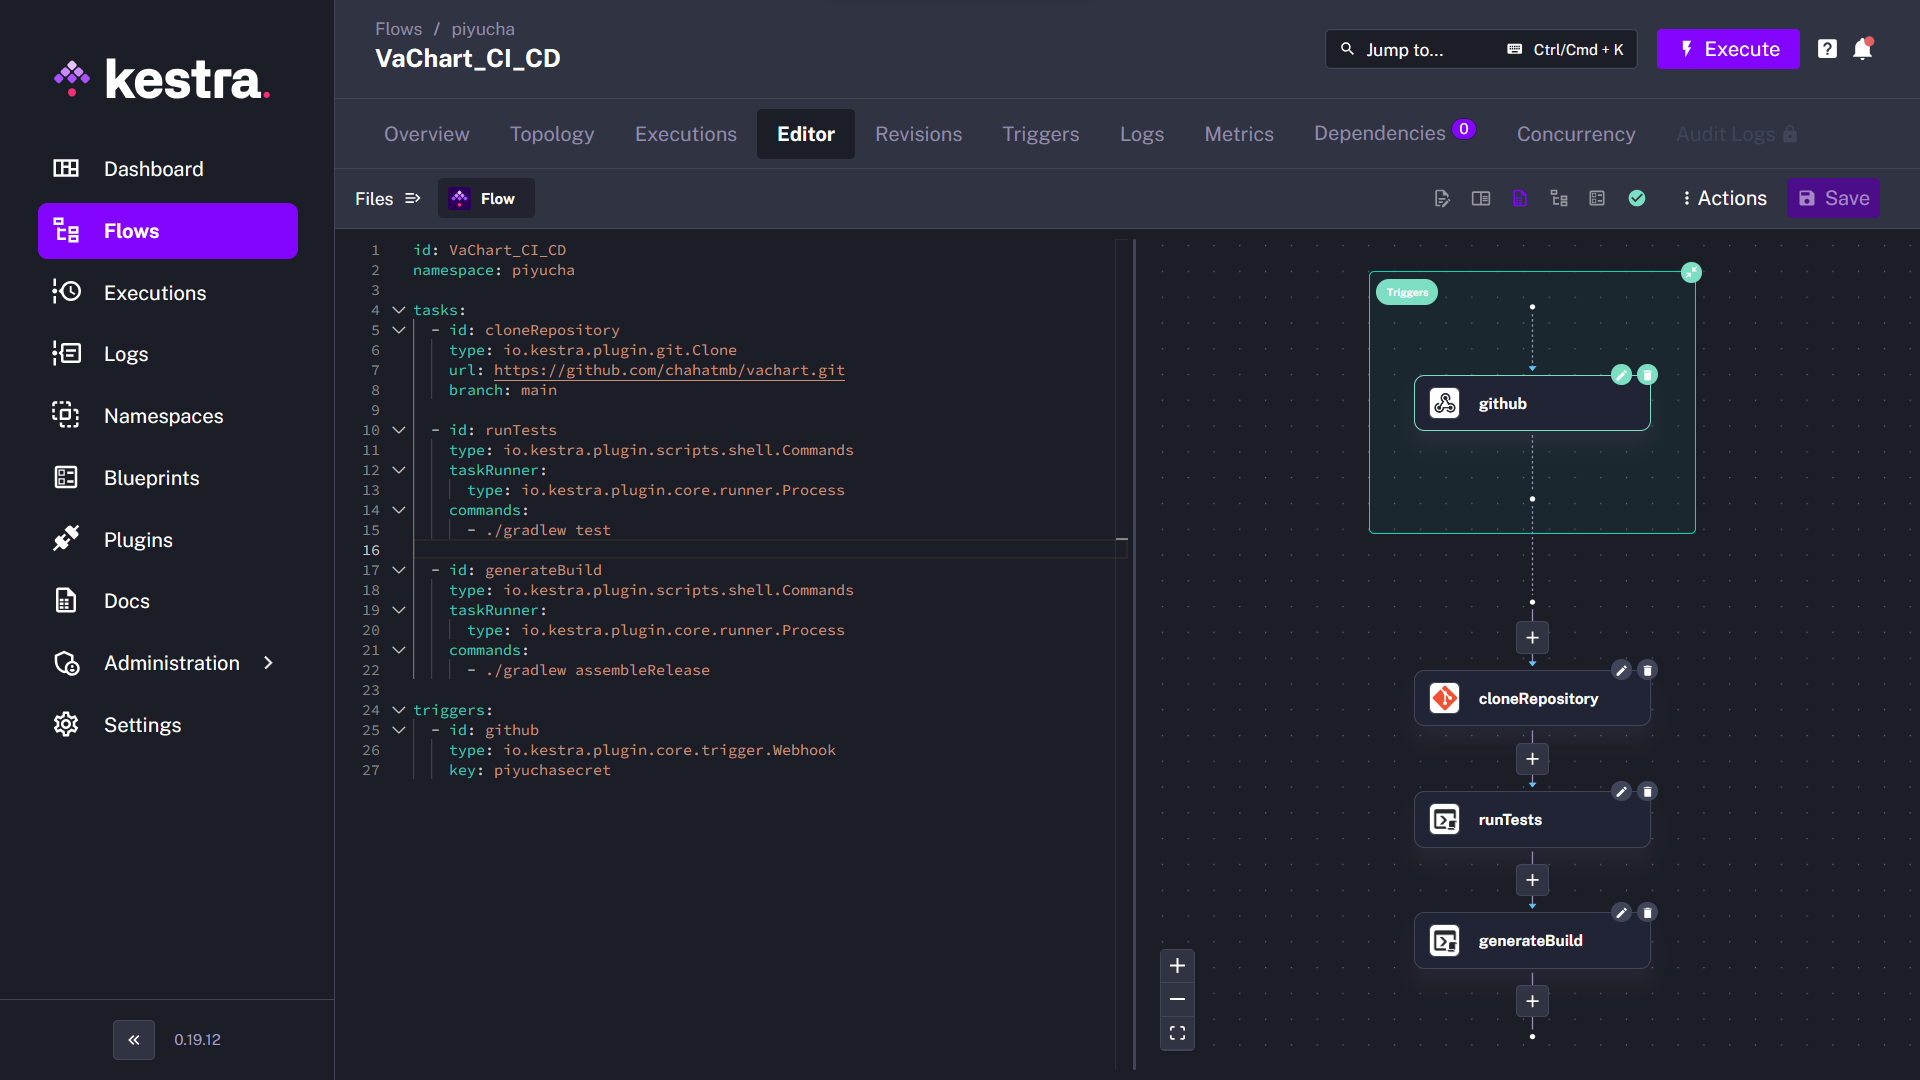 kestra.
Dashboard
Flows
Executions
Logs
Namespaces
Blueprints
Plugins
Docs
Administration
Settings
0.19.12
Flows / piyucha
VaChart_CI_CD
Jump to... Ctrl/Cmd + K
Execute
Overview Topology Executions Editor Revisions Triggers Logs Metrics Dependencies 0 Concurrency Audit Logs
Files Flow
Actions Save
1 id: VaChart_CI_CD
2 namespace: piyucha
3
4 tasks:
5 - id: cloneRepository
6 type: io.kestra.plugin.git.Clone
7 url: https://github.com/chahatmb/vachart.git
8 branch: main
9
10 - id: runTests
11 type: io.kestra.plugin.scripts.shell.Commands
12 taskRunner:
13 type: io.kestra.plugin.core.runner.Process
14 commands:
15 - ./gradlew test
16
17 - id: generateBuild
18 type: io.kestra.plugin.scripts.shell.Commands
19 taskRunner:
20 type: io.kestra.plugin.core.runner.Process
21 commands:
22 - ./gradlew assembleRelease
23
24 triggers:
25 - id: github
26 type: io.kestra.plugin.core.trigger.Webhook
27 key: piyuchasecret
Triggers
github
cloneRepository
runTests
generateBuild